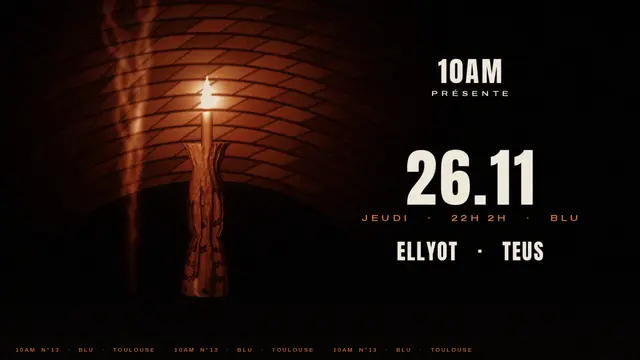 10AM
PRÉSENTE
26.11
JEUDI · 22H 2H · BLU
ELLYOT · TEUS
10AM N°13 · BLU · TOULOUSE 10AM N°13 · BLU · TOULOUSE 10AM N°13 · BLU · TOULOUSE